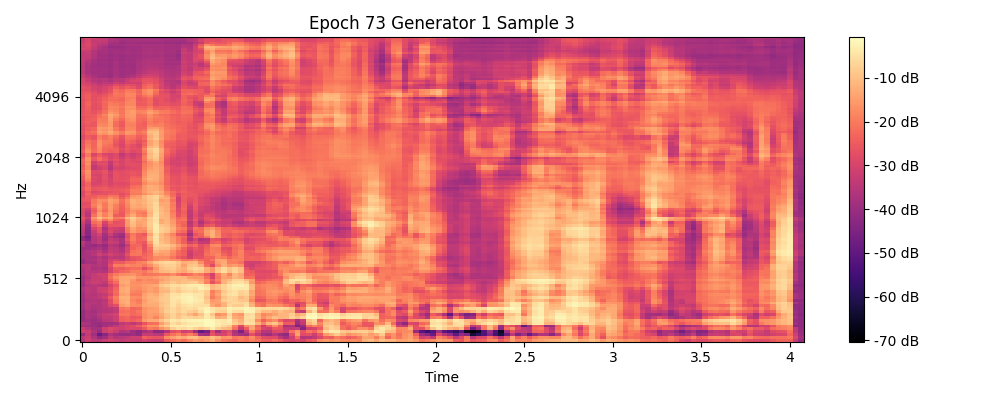 Epoch 73 Generator 1 Sample 3
Hz
4096
2048
1024
512
0
0
0.5
1
1.5
2
2.5
3
3.5
4
Time
-10 dB
-20 dB
-30 dB
-40 dB
-50 dB
-60 dB
-70 dB